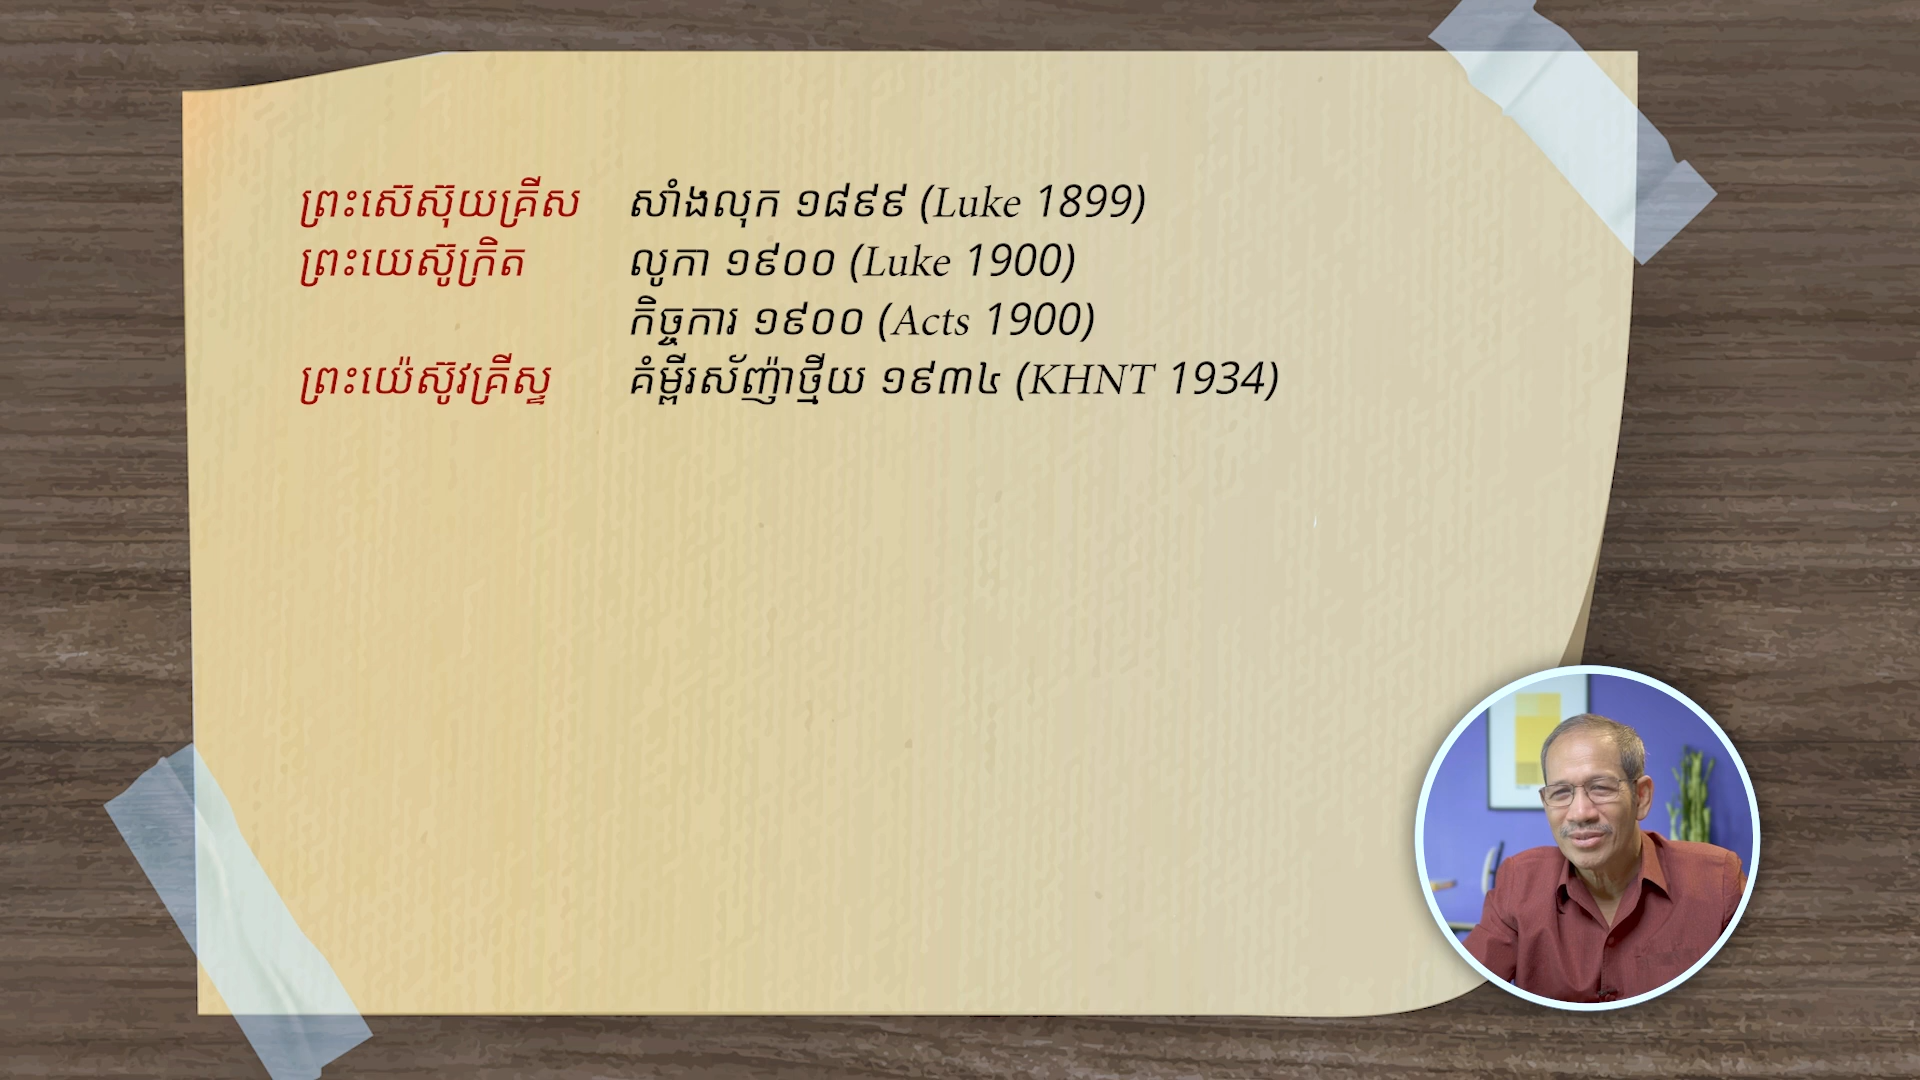 ព្រះស៊េស៊ុយគ្រីស សាំងលុក ១៨៩៩ (Luke 1899)
ព្រះយេស៊ូក្រិត លូកា ១៩០០ (Luke 1900)
កិច្ចការ ១៩០០ (Acts 1900)
ព្រះយ៉េស៊ូវគ្រីស្ទ គំម្ពីរស័ញ៉ាថ្មីយ ១៩៣៤ (KHNT 1934)